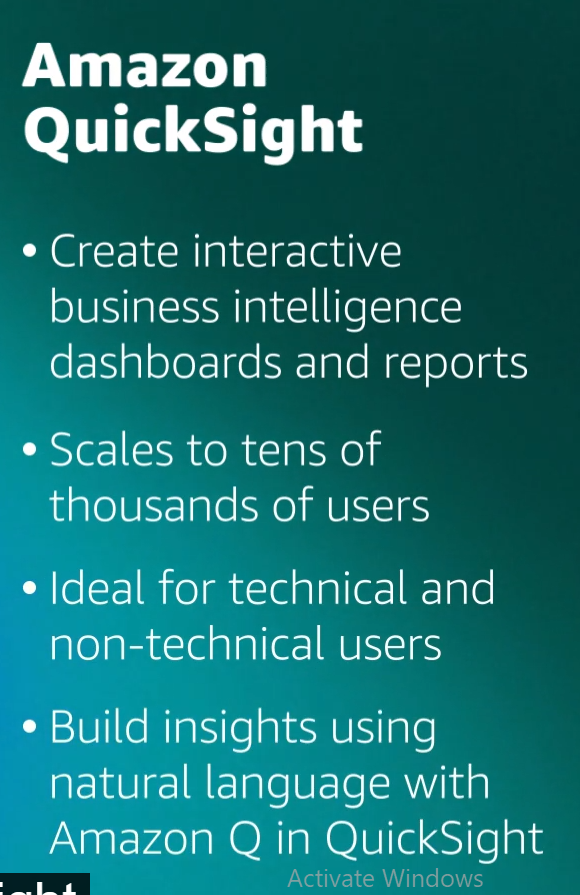 Amazon
QuickSight
• Create interactive
business intelligence
dashboards and reports
• Scales to tens of
thousands of users
• Ideal for technical and
non-technical users
• Build insights using
natural language with
Amazon Q in QuickSight
Activate Windows